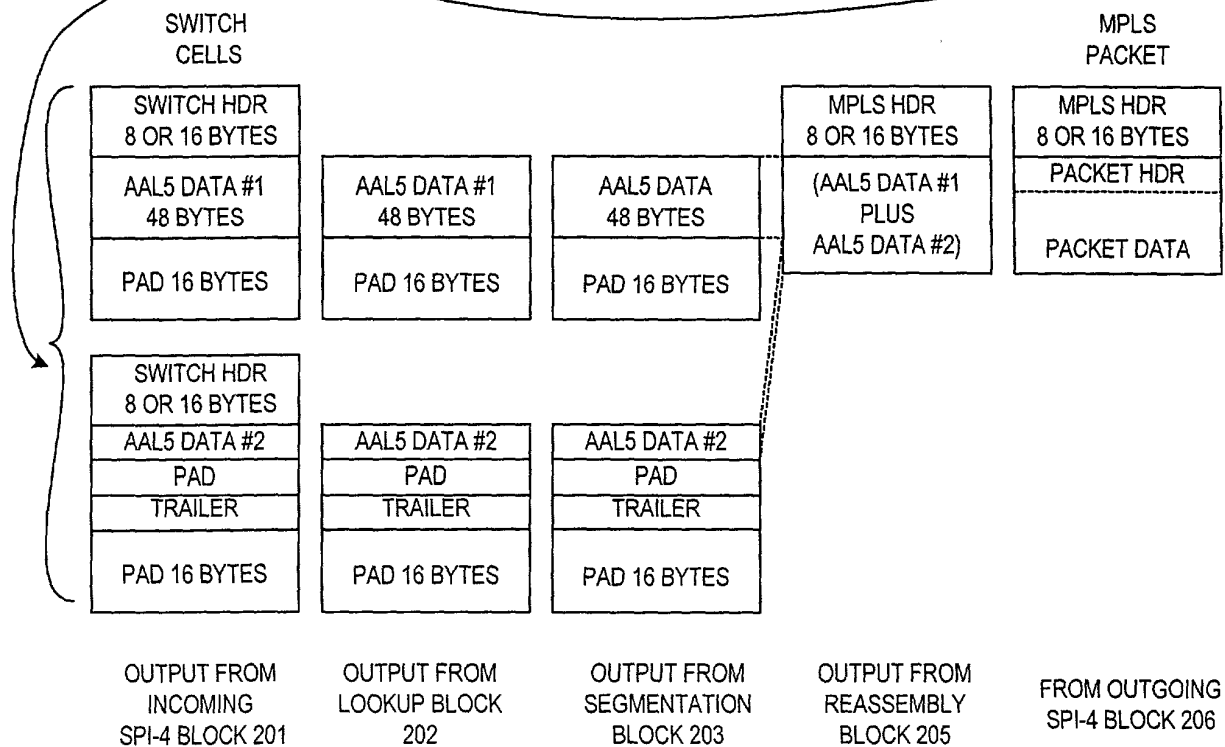 SWITCH
CELLS
MPLS
PACKET
SWITCH HDR
8 OR 16 BYTES
AAL5 DATA #1
48 BYTES
PAD 16 BYTES
SWITCH HDR
8 OR 16 BYTES
AAL5 DATA #2
PAD
TRAILER
PAD 16 BYTES
OUTPUT FROM
INCOMING
SPI-4 BLOCK 201
AAL5 DATA #1
48 BYTES
PAD 16 BYTES
AAL5 DATA #2
PAD
TRAILER
PAD 16 BYTES
OUTPUT FROM
LOOKUP BLOCK
202
AAL5 DATA
48 BYTES
PAD 16 BYTES
AAL5 DATA #2
PAD
TRAILER
PAD 16 BYTES
OUTPUT FROM
SEGMENTATION
BLOCK 203
MPLS HDR
8 OR 16 BYTES
(AAL5 DATA #1
PLUS
AAL5 DATA #2)
OUTPUT FROM
REASSEMBLY
BLOCK 205
MPLS HDR
8 OR 16 BYTES
PACKET HDR
PACKET DATA
FROM OUTGOING
SPI-4 BLOCK 206